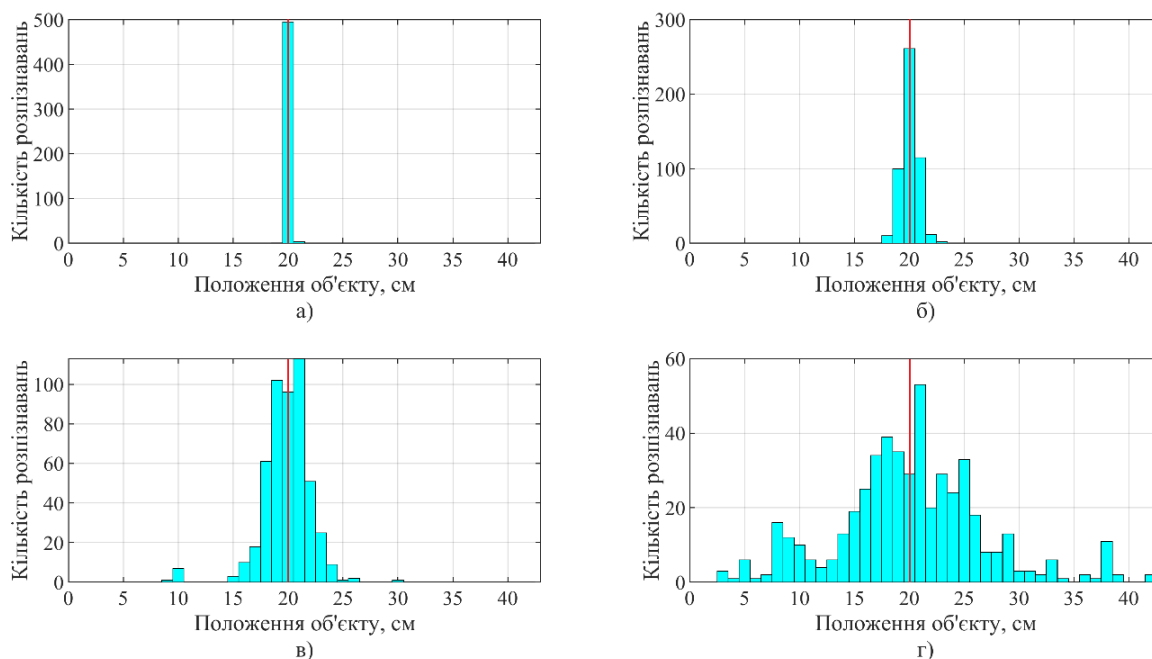 Кількість розпізнавань
500
400
300
200
100
0
0 5 10 15 20 25 30 35 40
Положення об'єкту, см
а)
Кількість розпізнавань
300
200
100
0
0 5 10 15 20 25 30 35 40
Положення об'єкту, см
б)
Кількість розпізнавань
100
80
60
40
20
0
0 5 10 15 20 25 30 35 40
Положення об'єкту, см
в)
Кількість розпізнавань
60
40
20
0
0 5 10 15 20 25 30 35 40
Положення об'єкту, см
г)